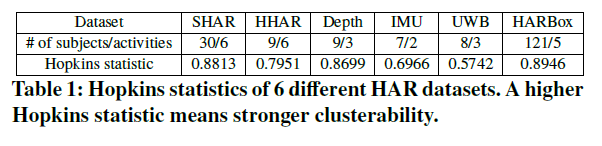 Dataset SHAR HHAR Depth IMU UWB HARBox
# of subjects/activities 30/6 9/6 9/3 7/2 8/3 121/5
Hopkins statistic 0.8813 0.7951 0.8699 0.6966 0.5742 0.8946
Table 1: Hopkins statistics of 6 different HAR datasets. A higher
Hopkins statistic means stronger clusterability.